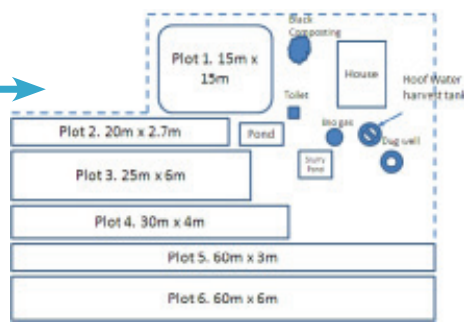 Black
Composting
Plot 1. 15m x
15m
House
Hoof Water
harvest tank
Toilet
Plot 2. 20m x 2.7m
Pond
Bio gas
Dug well
Slurry
Pond
Plot 3. 25m x 6m
Plot 4. 30m x 4m
Plot 5. 60m x 3m
Plot 6. 60m x 6m